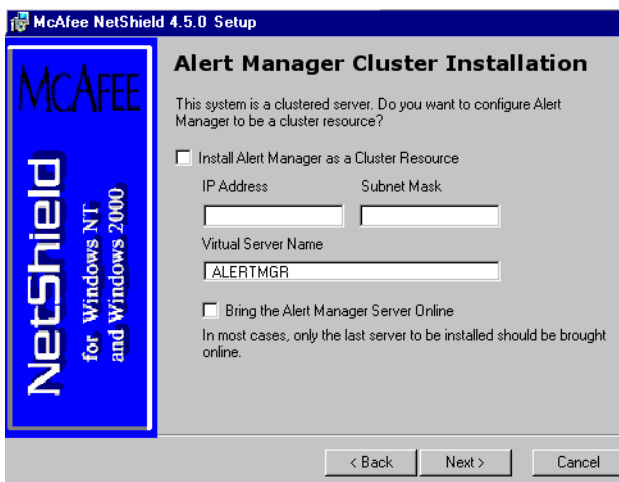 McAfee NetShield 4.5.0 Setup
MCAFEE
NetShield
for Windows NT
and Windows 2000
Alert Manager Cluster Installation
This system is a clustered server. Do you want to configure Alert
Manager to be a cluster resource?
Install Alert Manager as a Cluster Resource
IP Address Subnet Mask
Virtual Server Name
ALERTMGR
Bring the Alert Manager Server Online
In most cases, only the last server to be installed should be brought
online.
< Back Next > Cancel